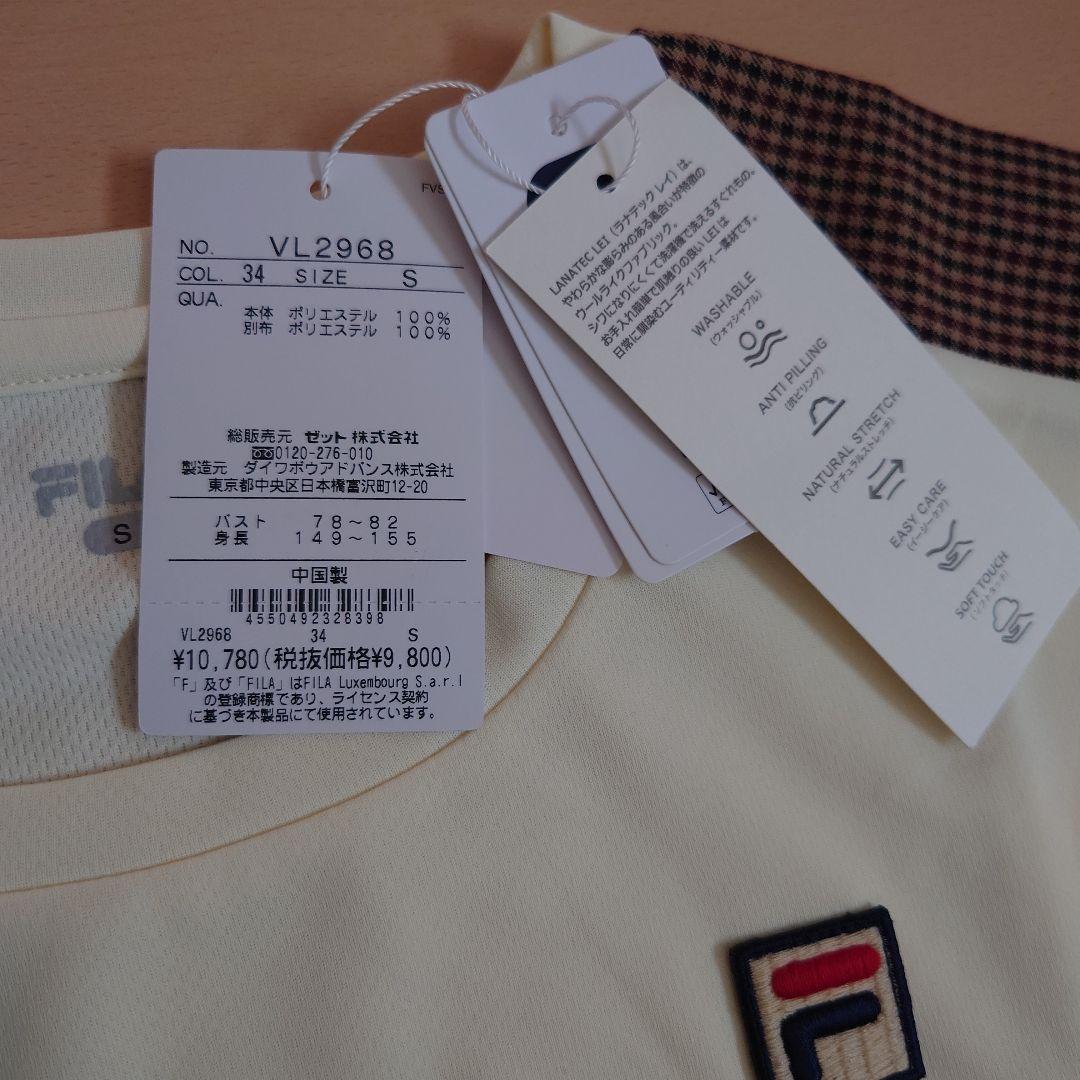 FVS
NO. VL2968
COL. 34 SIZE S
QUA.
本体 ポリエステル 100%
別布 ポリエステル 100%
総販売元 ゼット株式会社
0120-276-010
製造元 ダイワボウアドバンス株式会社
東京都中央区日本橋富沢町12-20
バスト 78～82
身長 149～155
中国製
4550492328398
VL2968 34 S
¥10,780(税抜価格¥9,800)
「F」及び「FILA」はFILA Luxembourg S.a.r.l
の登録商標であり、ライセンス契約
に基づき本製品にて使用されています。
LANATEC LEI (ラナテック レイ) は、
やわらかな膨らみのある風合いが特徴の
ウールライクファブリック。
シワになりにくくて洗濯機で洗えるすぐれもの。
お手入れ簡単で肌触りの良い LEI は
日常に馴染むユーティリティー素材です。
WASHABLE
(ウォッシャブル)
ANTI PILLING
(抗ピリング)
NATURAL STRETCH
(ナチュラルストレッチ)
EASY CARE
(イージーケア)
SOFT TOUCH
(ソフトタッチ)
FILA
S